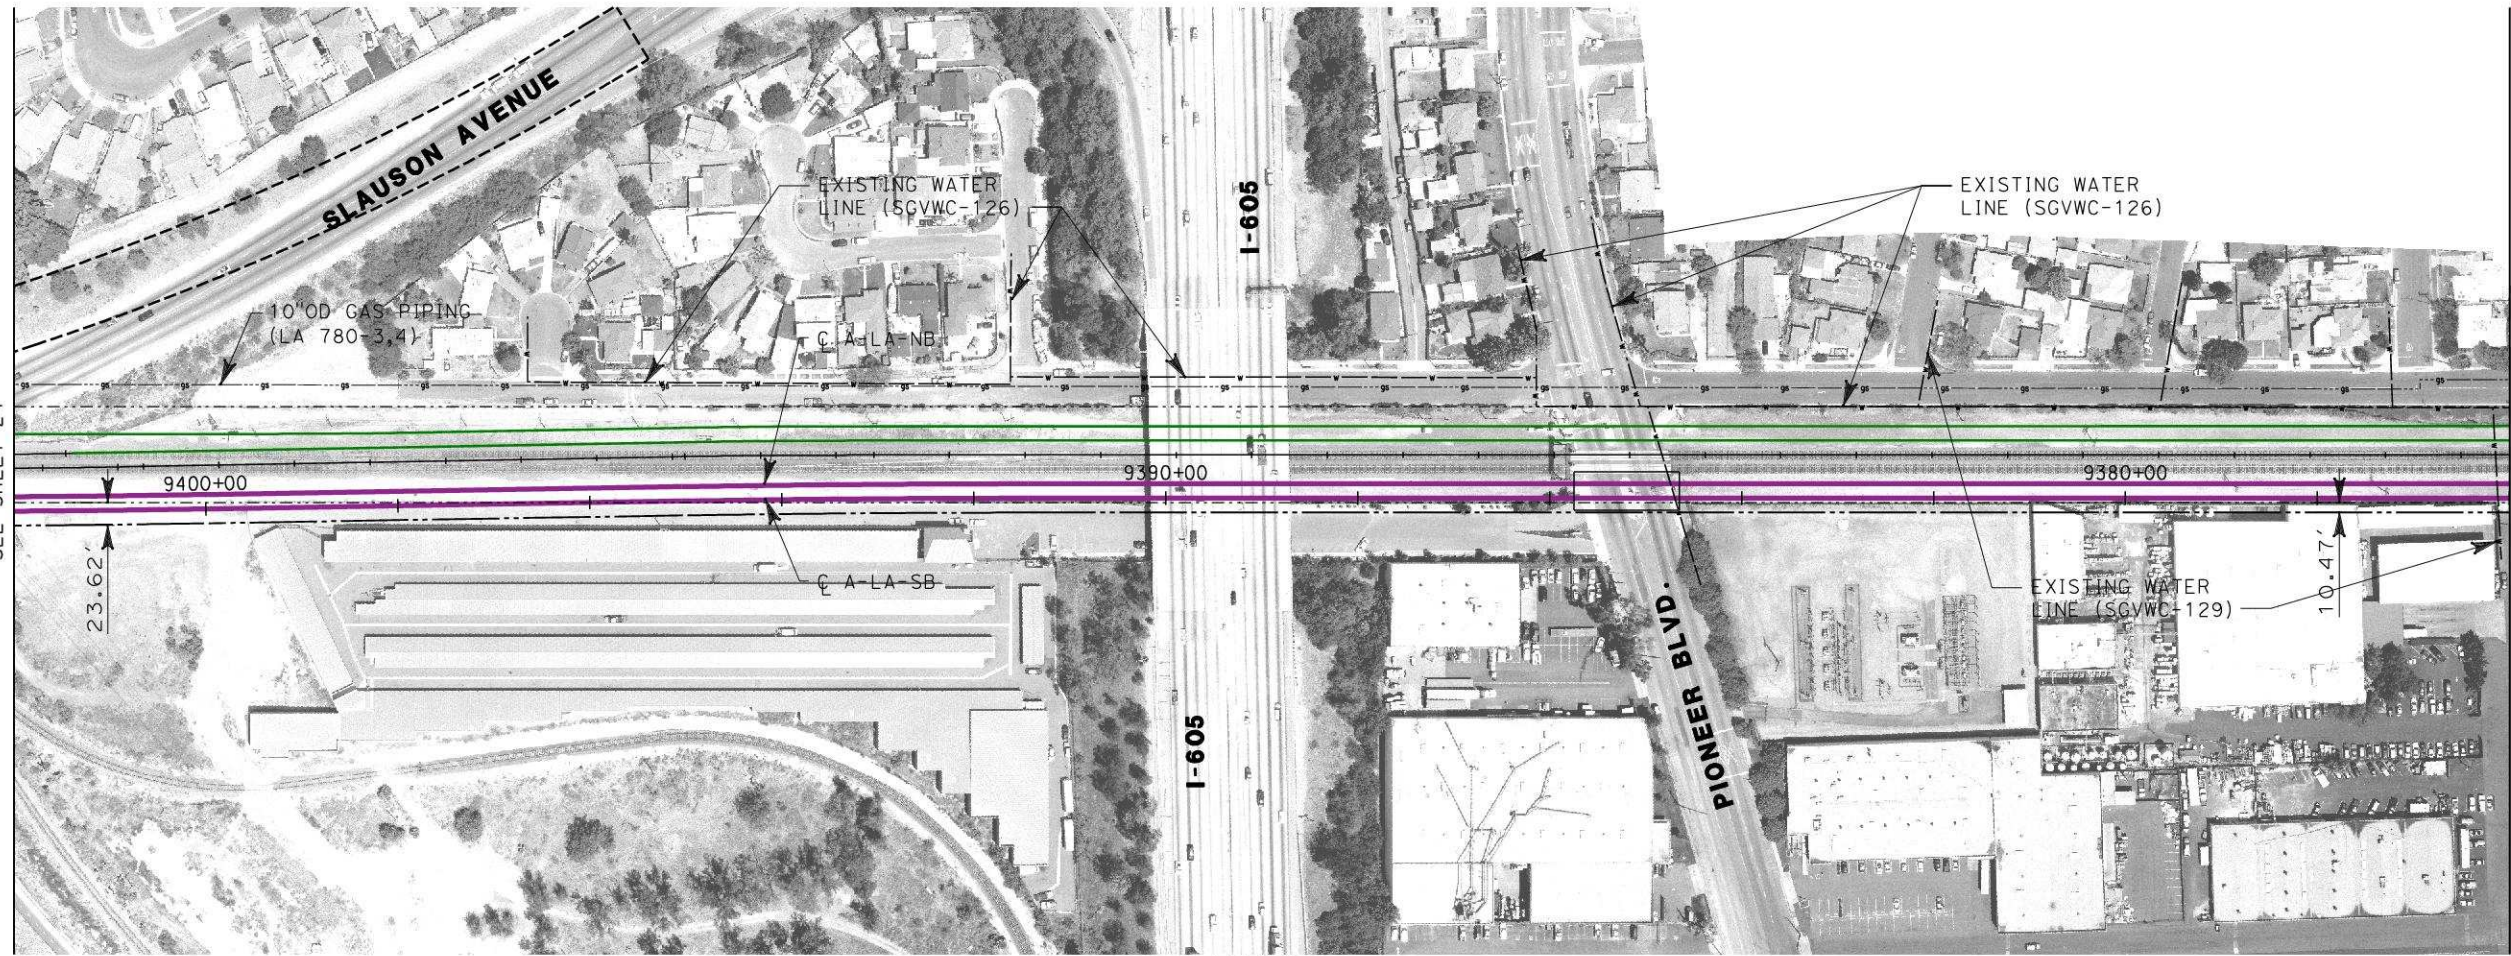 SLAUSON AVENUE
EXISTING WATER
LINE (SGVWC-126)
I-605
EXISTING WATER
LINE (SGVWC-126)
10"OD GAS PIPING
(LA 780-3,4)
℄ A-LA-NB
9400+00
9390+00
9380+00
23.62'
℄ A-LA-SB
I-605
PIONEER BLVD.
EXISTING WATER
LINE (SGVWC-129)
10.47'